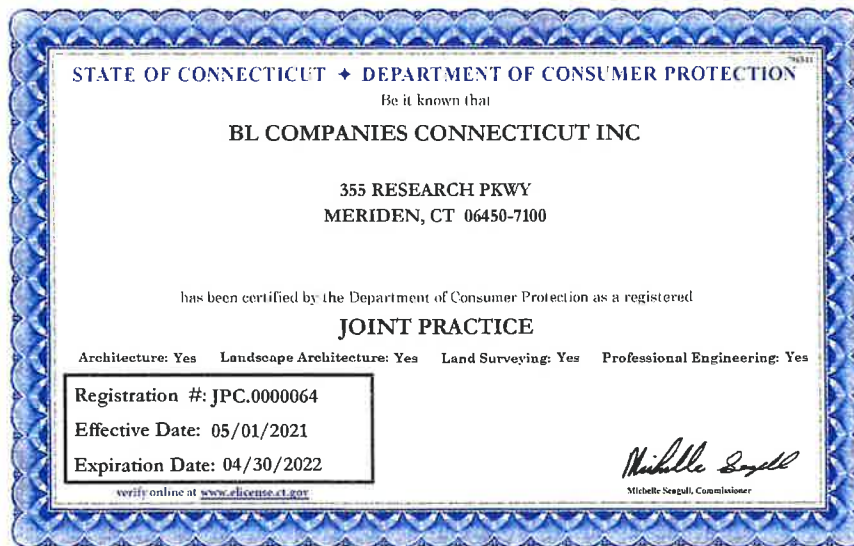 STATE OF CONNECTICUT ✦ DEPARTMENT OF CONSUMER PROTECTION
Be it known that
BL COMPANIES CONNECTICUT INC
355 RESEARCH PKWY
MERIDEN, CT 06450-7100
has been certified by the Department of Consumer Protection as a registered
JOINT PRACTICE
Architecture: Yes Landscape Architecture: Yes Land Surveying: Yes Professional Engineering: Yes
Registration #: JPC.0000064
Effective Date: 05/01/2021
Expiration Date: 04/30/2022
verify online at www.elicense.ct.gov
Michelle Seagull
Michelle Seagull, Commissioner